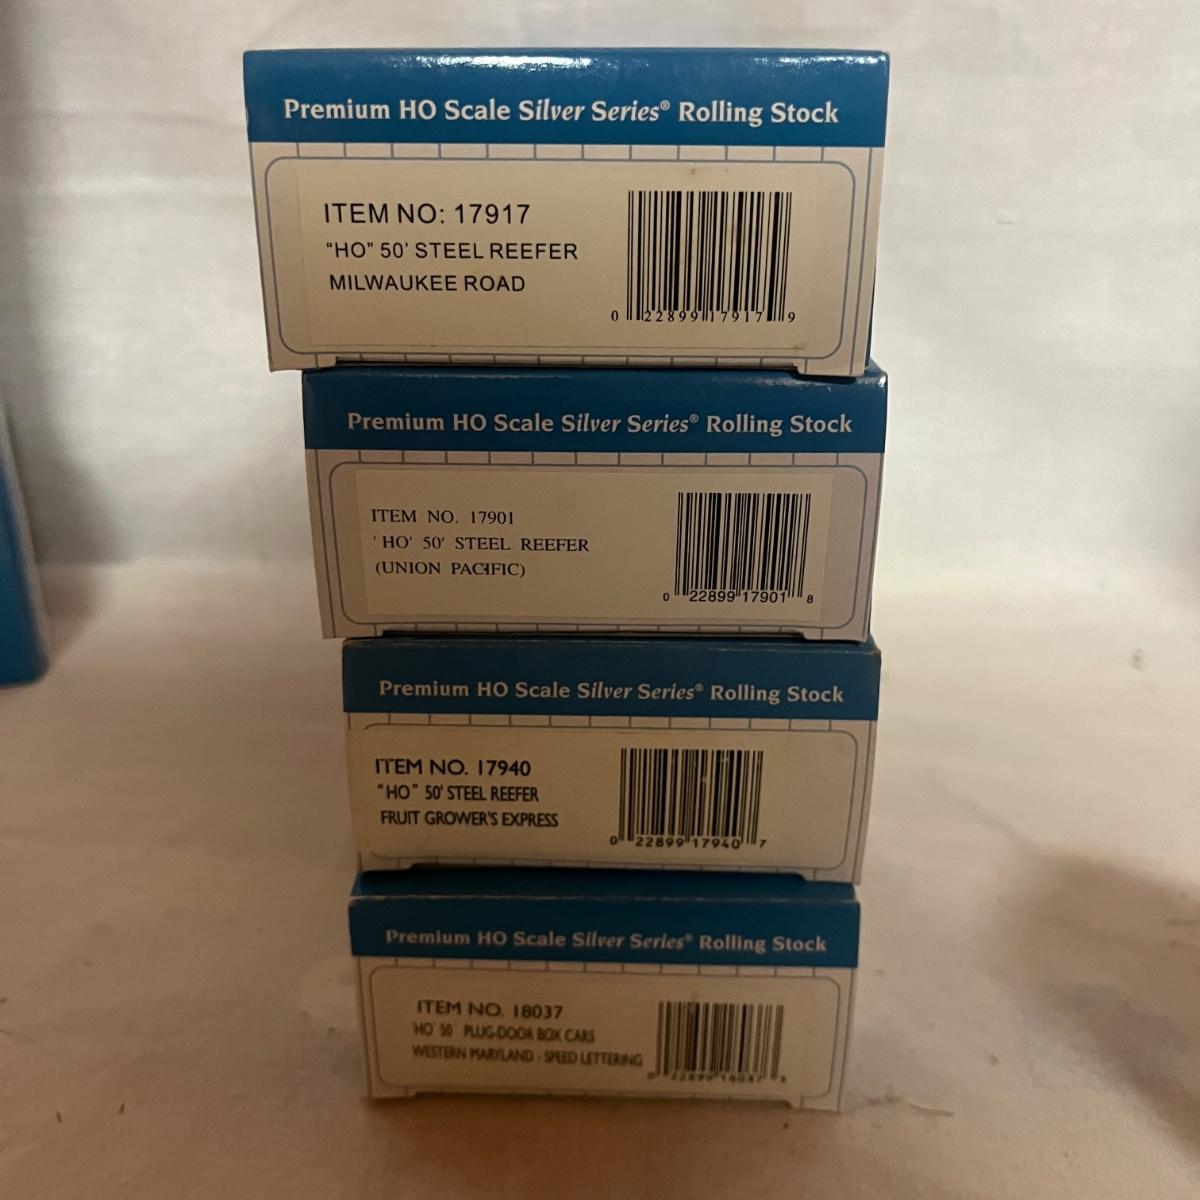 Premium HO Scale Silver Series® Rolling Stock
ITEM NO: 17917
"HO" 50' STEEL REEFER
MILWAUKEE ROAD
0 22899 17917 9
Premium HO Scale Silver Series® Rolling Stock
ITEM NO. 17901
'HO' 50' STEEL REEFER
(UNION PACIFIC)
0 22899 17901 8
Premium HO Scale Silver Series® Rolling Stock
ITEM NO. 17940
"HO" 50' STEEL REEFER
FRUIT GROWER'S EXPRESS
0 22899 17940 7
Premium HO Scale Silver Series® Rolling Stock
ITEM NO. 18037
'HO' 50' PLUG-DOOR BOX CARS
WESTERN MARYLAND - SPEED LETTERING
0 22899 18037